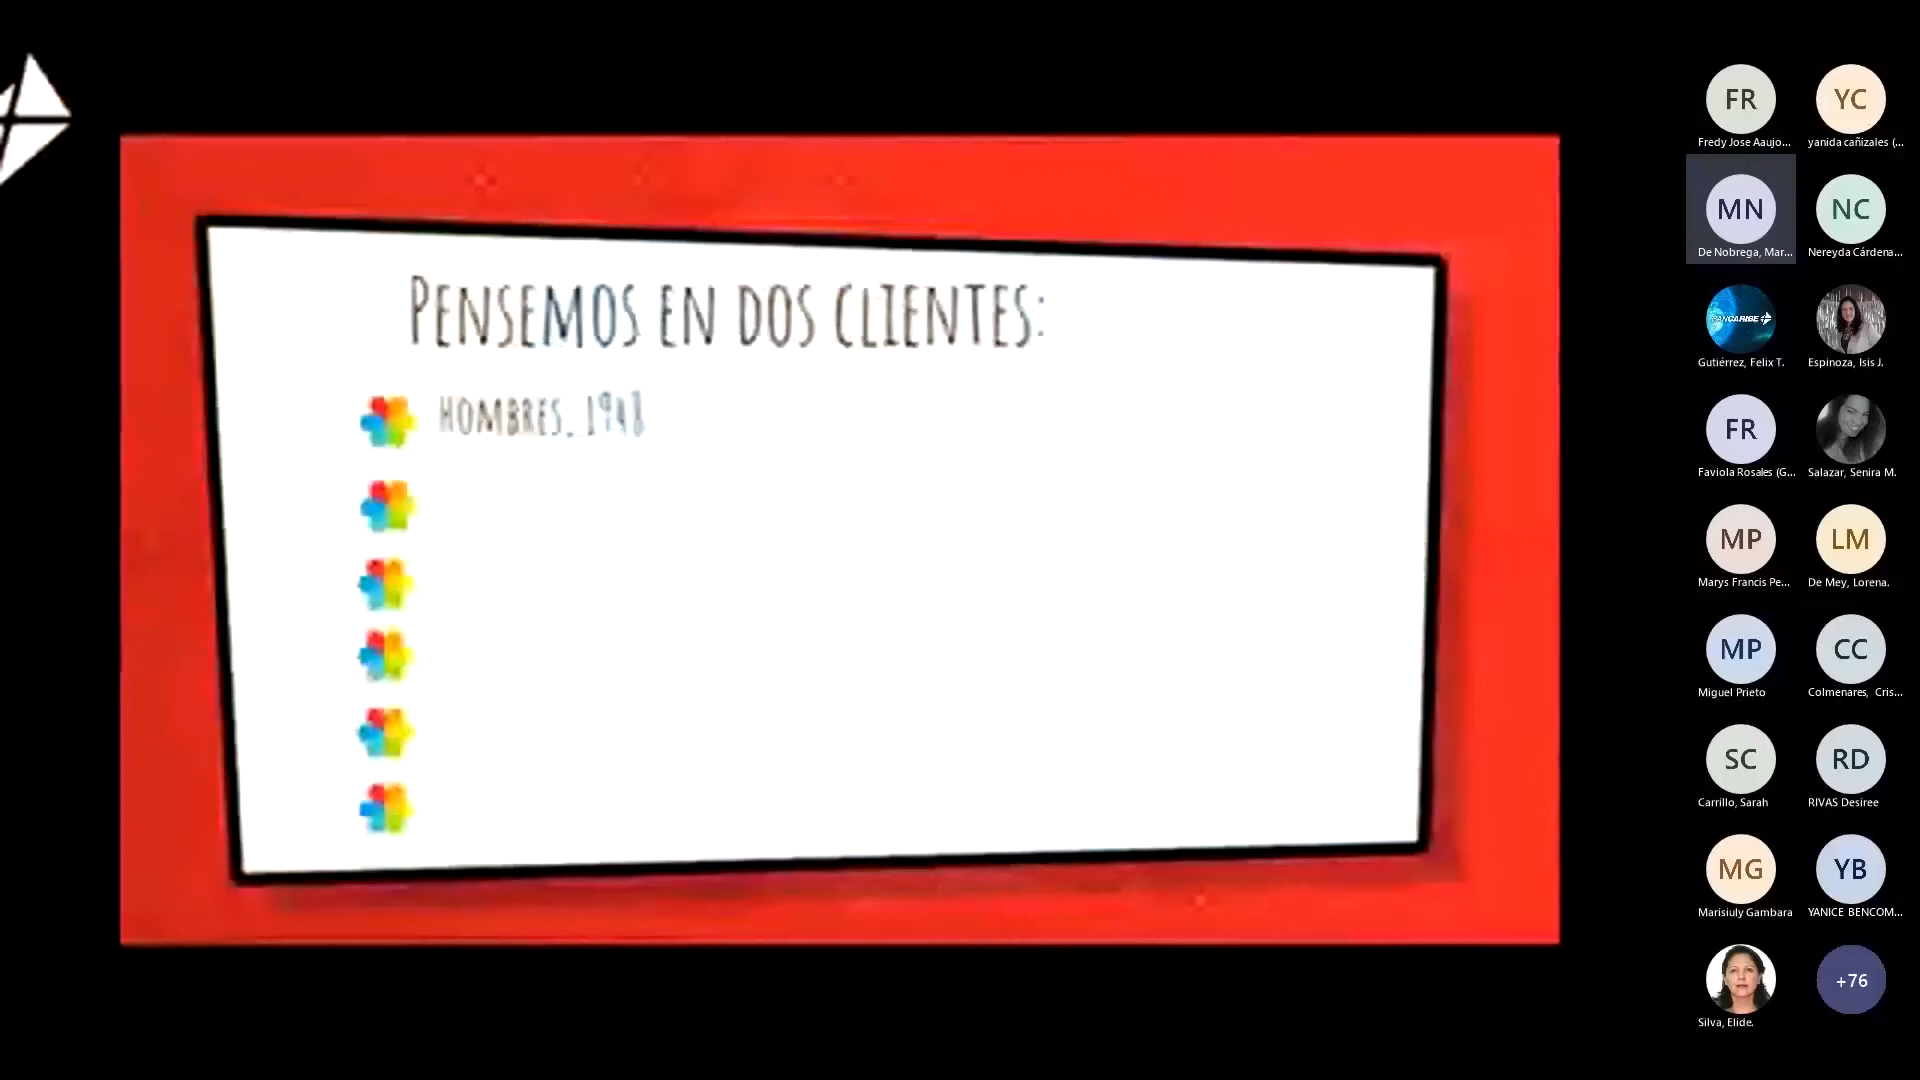 PENSEMOS EN DOS CLIENTES:
HOMBRES, 1948
FR
Fredy Jose Aaujo...
YC
yanida cañizales (...
MN
De Nobrega, Mar...
NC
Nereyda Cárdena...
BANCARIBE
Gutiérrez, Felix T.
Espinoza, Isis J.
FR
Faviola Rosales (G...
Salazar, Senira M.
MP
Marys Francis Pe...
LM
De Mey, Lorena.
MP
Miguel Prieto
CC
Colmenares, Cris...
SC
Carrillo, Sarah
RD
RIVAS Desiree
MG
Marisiuly Gambara
YB
YANICE BENCOM...
Silva, Elide.
+76